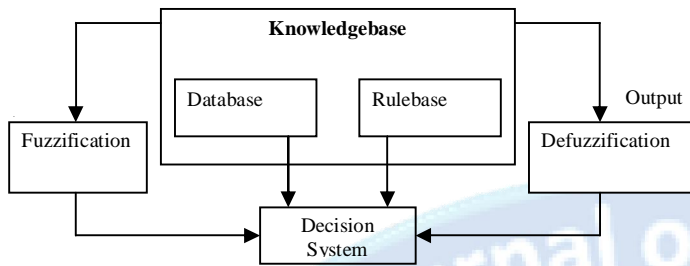 Knowledgebase
Database
Rulebase
Output
Fuzzification
Defuzzification
Decision
System